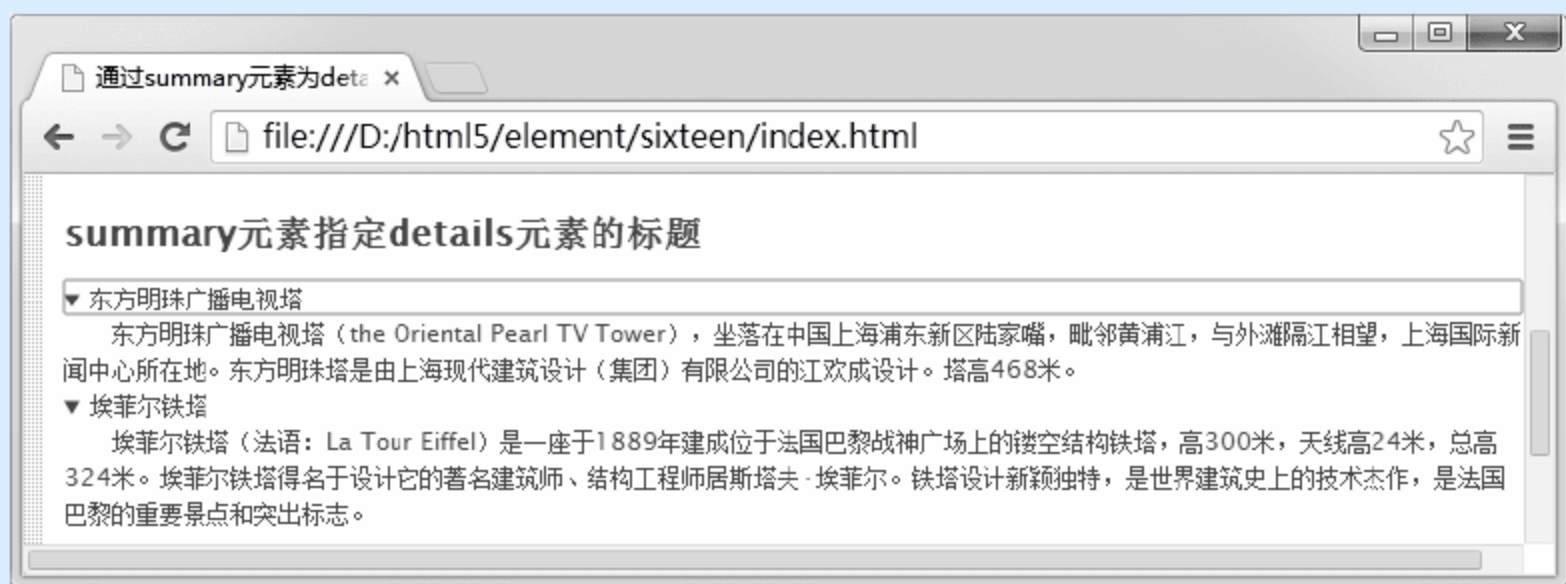 通过summary元素为deta
file:///D:/html5/element/sixteen/index.html
summary元素指定details元素的标题
▼ 东方明珠广播电视塔
东方明珠广播电视塔（the Oriental Pearl TV Tower），坐落在中国上海浦东新区陆家嘴，毗邻黄浦江，与外滩隔江相望，上海国际新
闻中心所在地。东方明珠塔是由上海现代建筑设计（集团）有限公司的江欢成设计。塔高468米。
▼ 埃菲尔铁塔
埃菲尔铁塔（法语：La Tour Eiffel）是一座于1889年建成位于法国巴黎战神广场上的镂空结构铁塔，高300米，天线高24米，总高
324米。埃菲尔铁塔得名于设计它的著名建筑师、结构工程师居斯塔夫·埃菲尔。铁塔设计新颖独特，是世界建筑史上的技术杰作，是法国
巴黎的重要景点和突出标志。